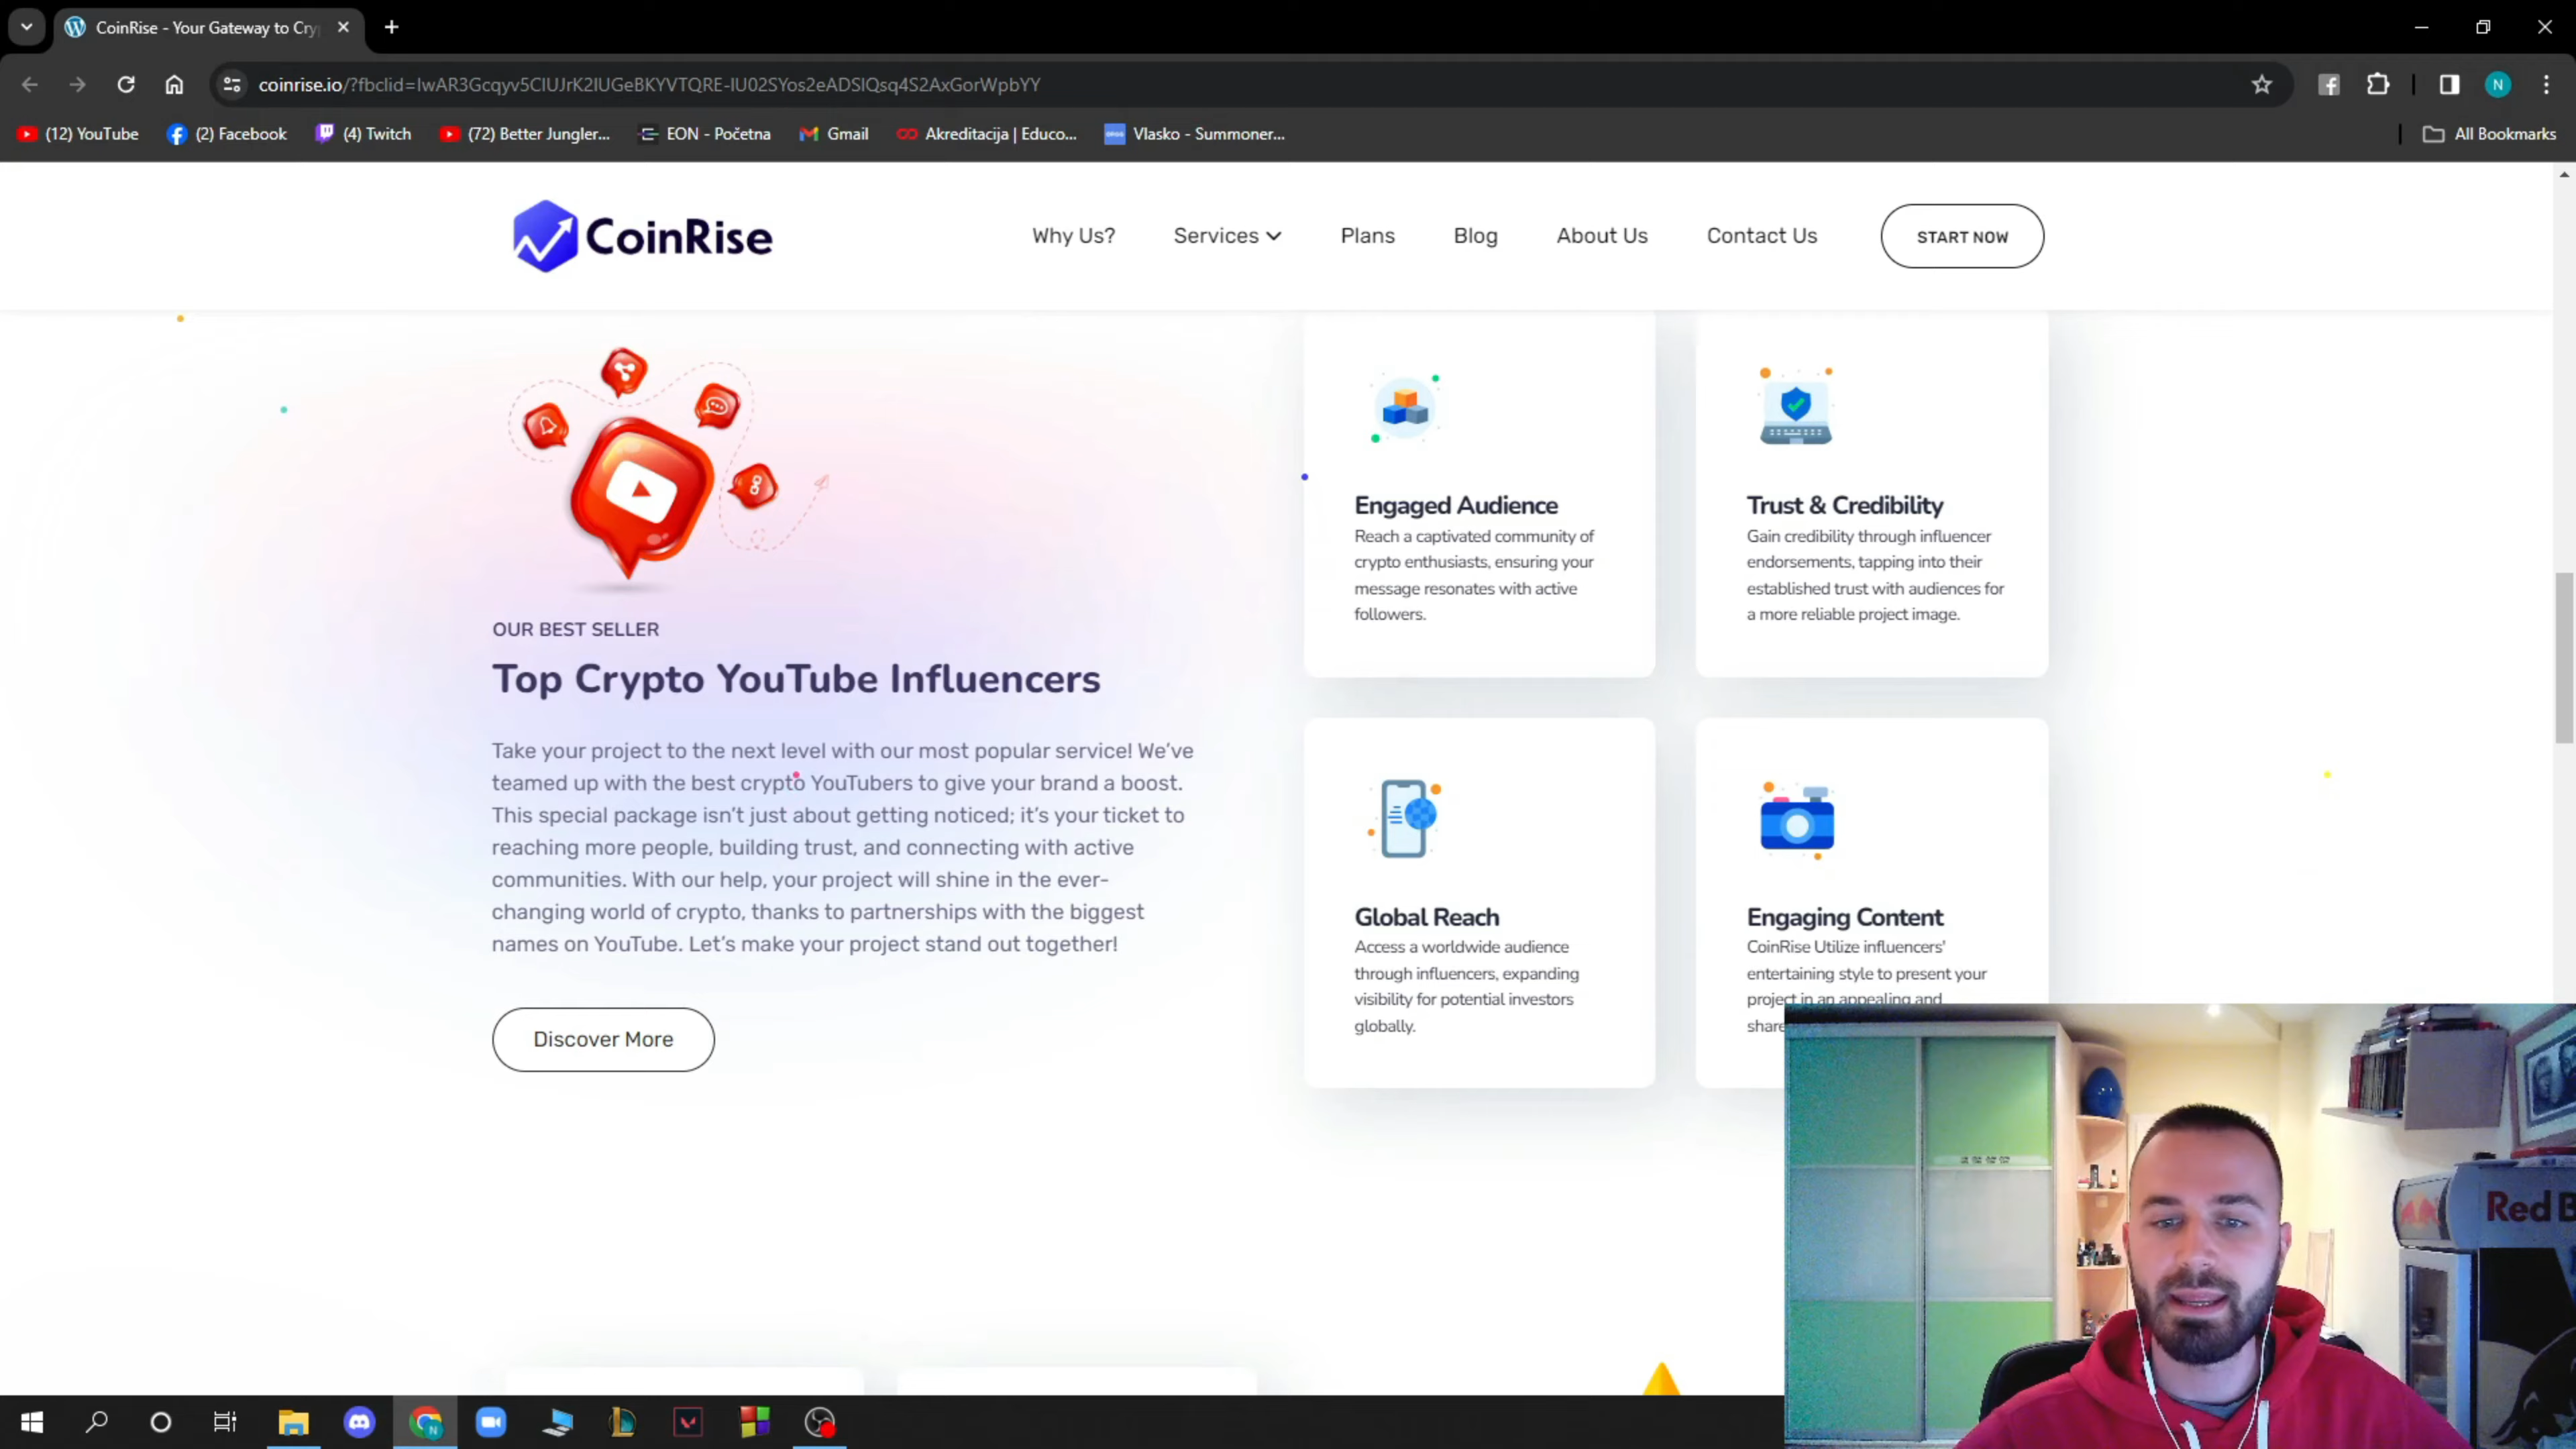 CoinRise - Your Gateway to Cry
coinrise.io/?fbclid=IwAR3Gcqyv5CIUJrK2IUGeBKYVTQRE-IU02SYos2eADSIQsq4S2AxGorWpbYY
N
(12) YouTube
(2) Facebook
(4) Twitch
(72) Better Jungler...
EON - Početna
Gmail
Akreditacija | Educo...
Vlasko - Summoner...
All Bookmarks
CoinRise
Why Us?
Services
Plans
Blog
About Us
Contact Us
START NOW
OUR BEST SELLER
Top Crypto YouTube Influencers
Take your project to the next level with our most popular service! We've
teamed up with the best crypto YouTubers to give your brand a boost.
This special package isn't just about getting noticed; it's your ticket to
reaching more people, building trust, and connecting with active
communities. With our help, your project will shine in the ever-
changing world of crypto, thanks to partnerships with the biggest
names on YouTube. Let's make your project stand out together!
Discover More
Engaged Audience
Reach a captivated community of
crypto enthusiasts, ensuring your
message resonates with active
followers.
Trust & Credibility
Gain credibility through influencer
endorsements, tapping into their
established trust with audiences for
a more reliable project image.
Global Reach
Access a worldwide audience
through influencers, expanding
visibility for potential investors
globally.
Engaging Content
CoinRise Utilize influencers'
entertaining style to present your
project in an appealing and
share
Red B